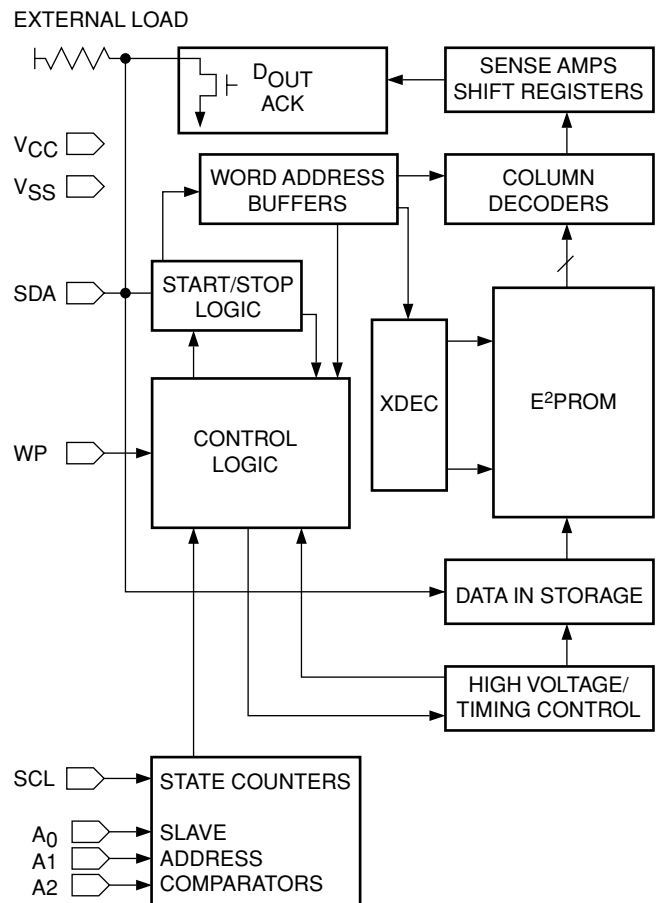 EXTERNAL LOAD
DOUT
ACK
SENSE AMPS
SHIFT REGISTERS
VCC
VSS
WORD ADDRESS
BUFFERS
COLUMN
DECODERS
SDA
START/STOP
LOGIC
XDEC
E²PROM
WP
CONTROL
LOGIC
DATA IN STORAGE
HIGH VOLTAGE/
TIMING CONTROL
SCL
STATE COUNTERS
A0
SLAVE
A1
ADDRESS
A2
COMPARATORS